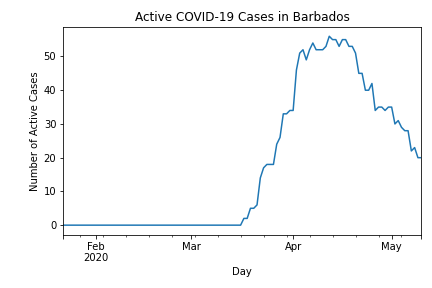 Active COVID-19 Cases in Barbados
Number of Active Cases
50
40
30
20
10
0
Feb Mar Apr May
2020
Day